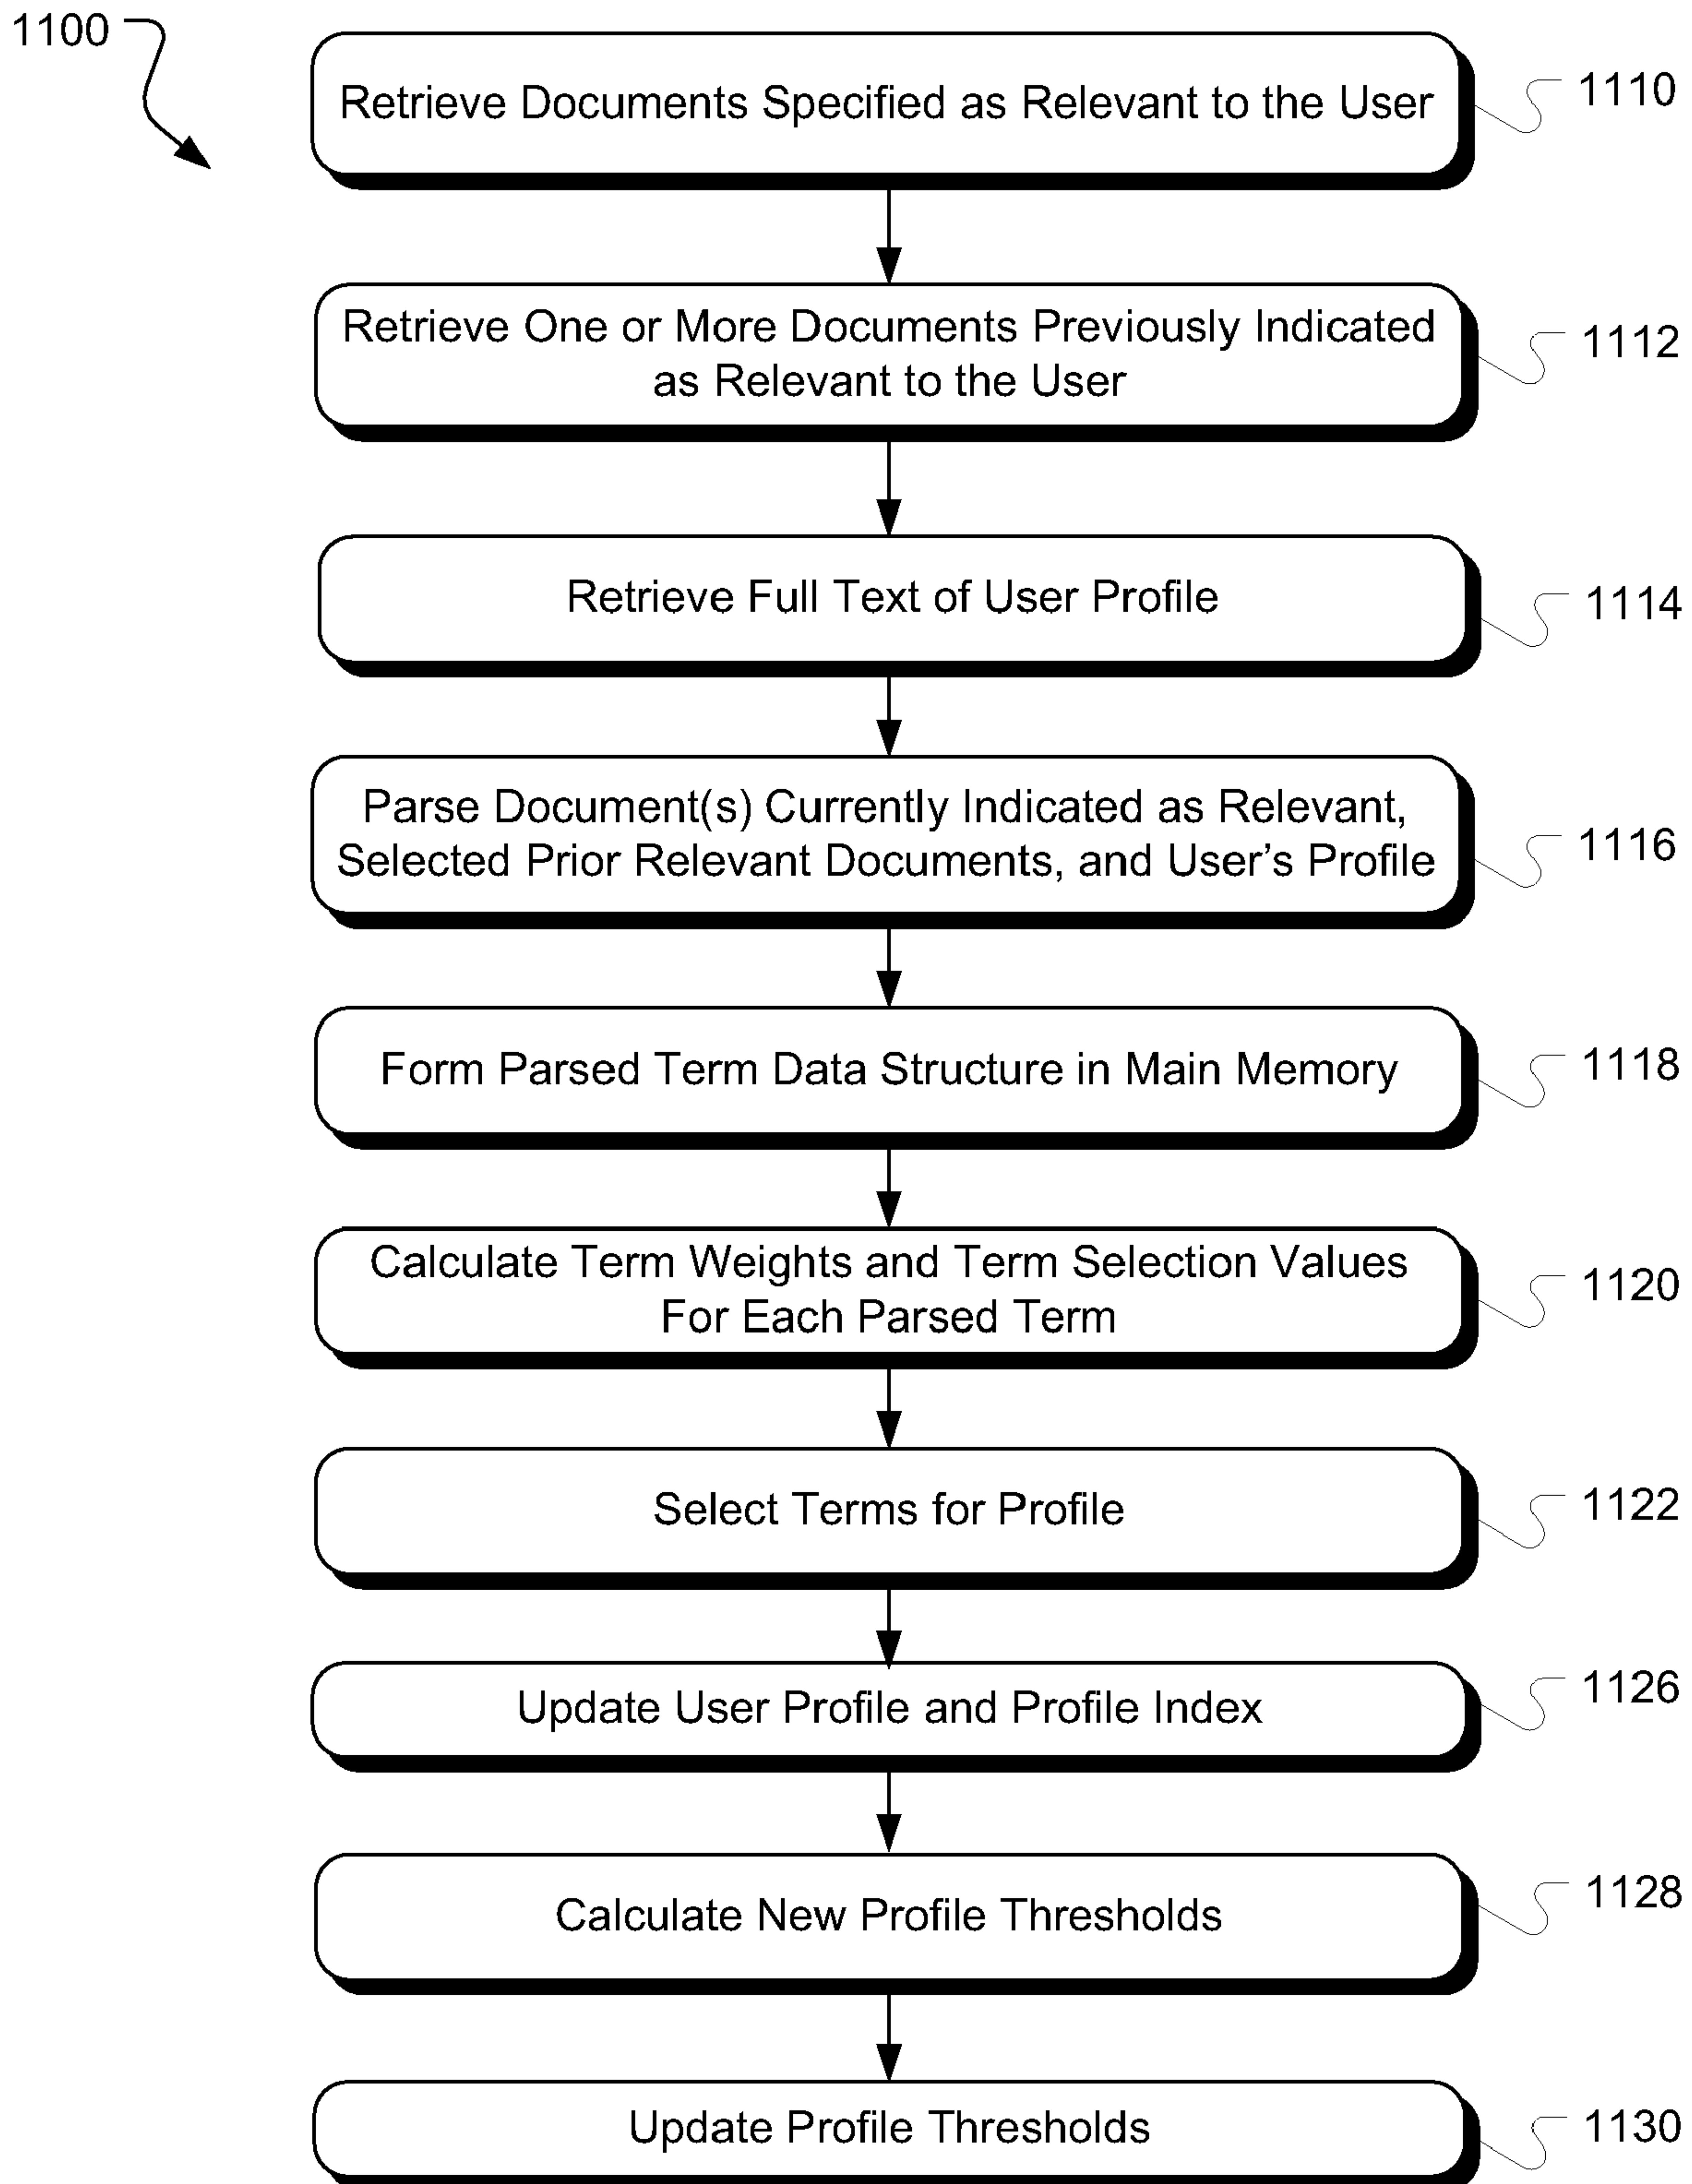 1100
Retrieve Documents Specified as Relevant to the User
1110
Retrieve One or More Documents Previously Indicated
as Relevant to the User
1112
Retrieve Full Text of User Profile
1114
Parse Document(s) Currently Indicated as Relevant,
Selected Prior Relevant Documents, and User's Profile
1116
Form Parsed Term Data Structure in Main Memory
1118
Calculate Term Weights and Term Selection Values
For Each Parsed Term
1120
Select Terms for Profile
1122
Update User Profile and Profile Index
1126
Calculate New Profile Thresholds
1128
Update Profile Thresholds
1130